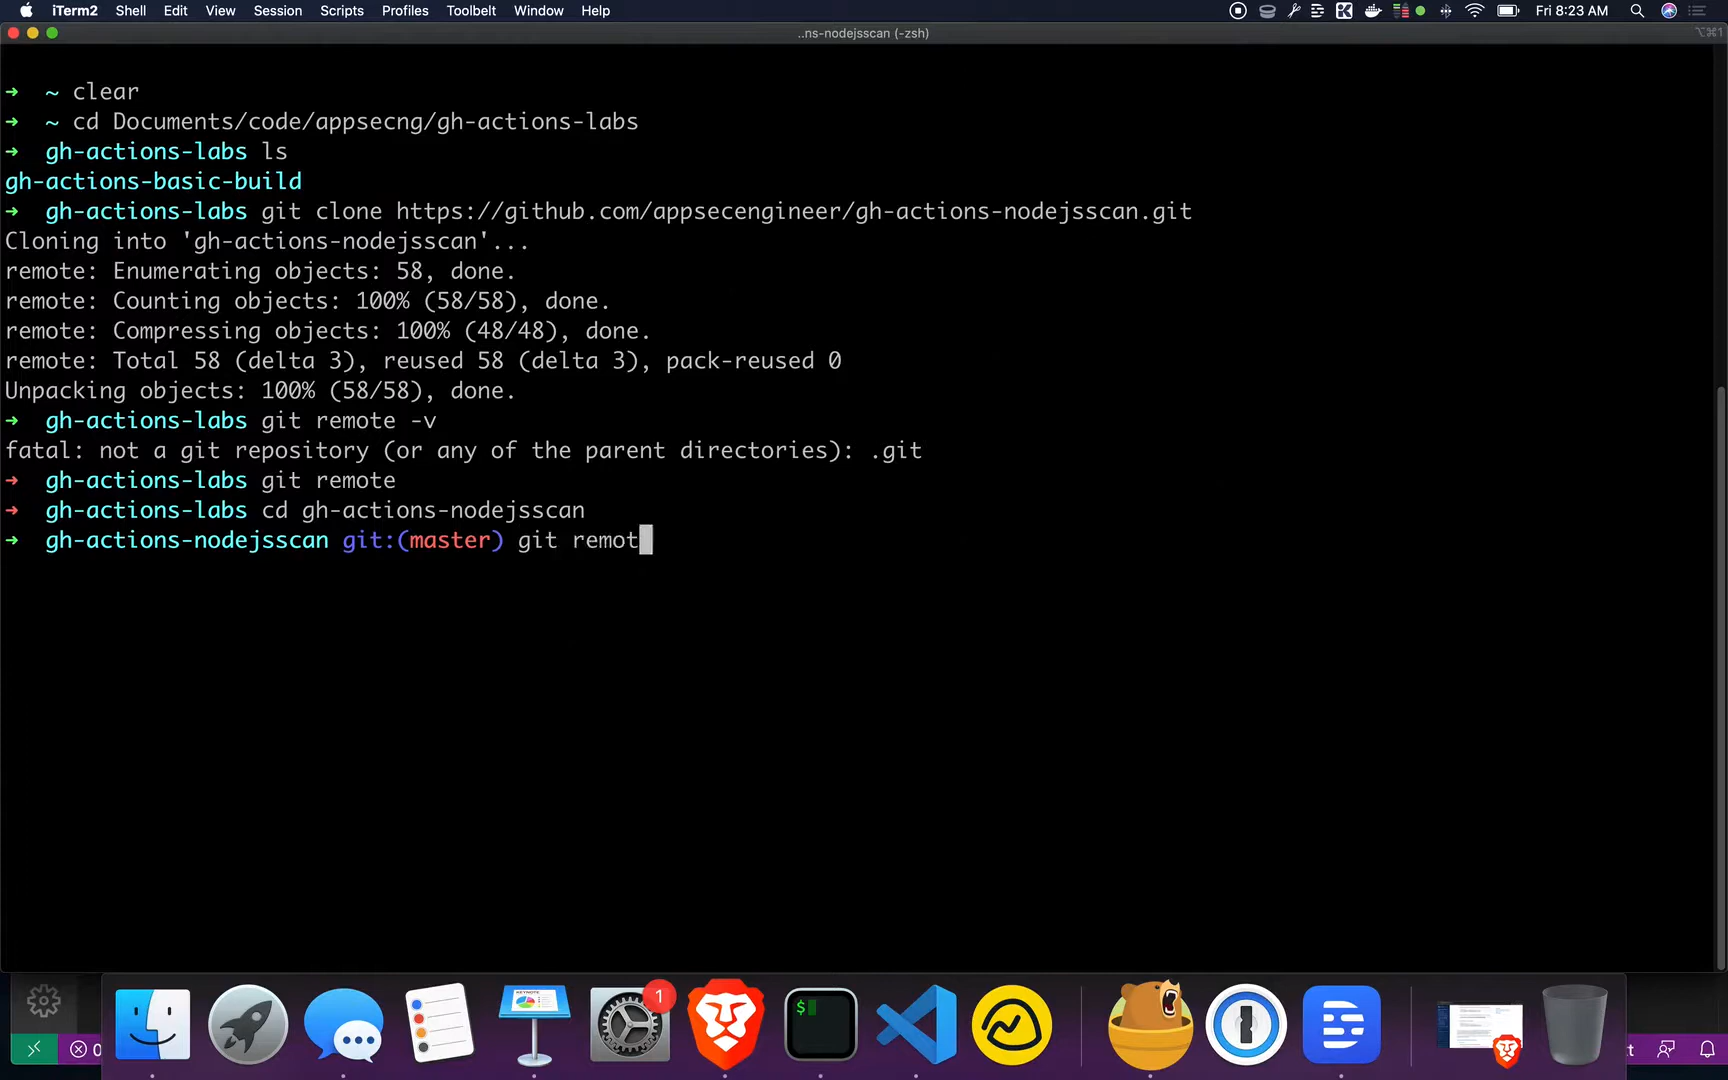 iTerm2 Shell Edit View Session Scripts Profiles Toolbelt Window Help Fri 8:23 AM
..ns-nodejsscan (-zsh) ⌥⌘1
➜ ~ clear
➜ ~ cd Documents/code/appsecng/gh-actions-labs
➜ gh-actions-labs ls
gh-actions-basic-build
➜ gh-actions-labs git clone https://github.com/appsecengineer/gh-actions-nodejsscan.git
Cloning into 'gh-actions-nodejsscan'...
remote: Enumerating objects: 58, done.
remote: Counting objects: 100% (58/58), done.
remote: Compressing objects: 100% (48/48), done.
remote: Total 58 (delta 3), reused 58 (delta 3), pack-reused 0
Unpacking objects: 100% (58/58), done.
➜ gh-actions-labs git remote -v
fatal: not a git repository (or any of the parent directories): .git
➜ gh-actions-labs git remote
➜ gh-actions-labs cd gh-actions-nodejsscan
➜ gh-actions-nodejsscan git:(master) git remot
KEYNOTE
1
$
0
t